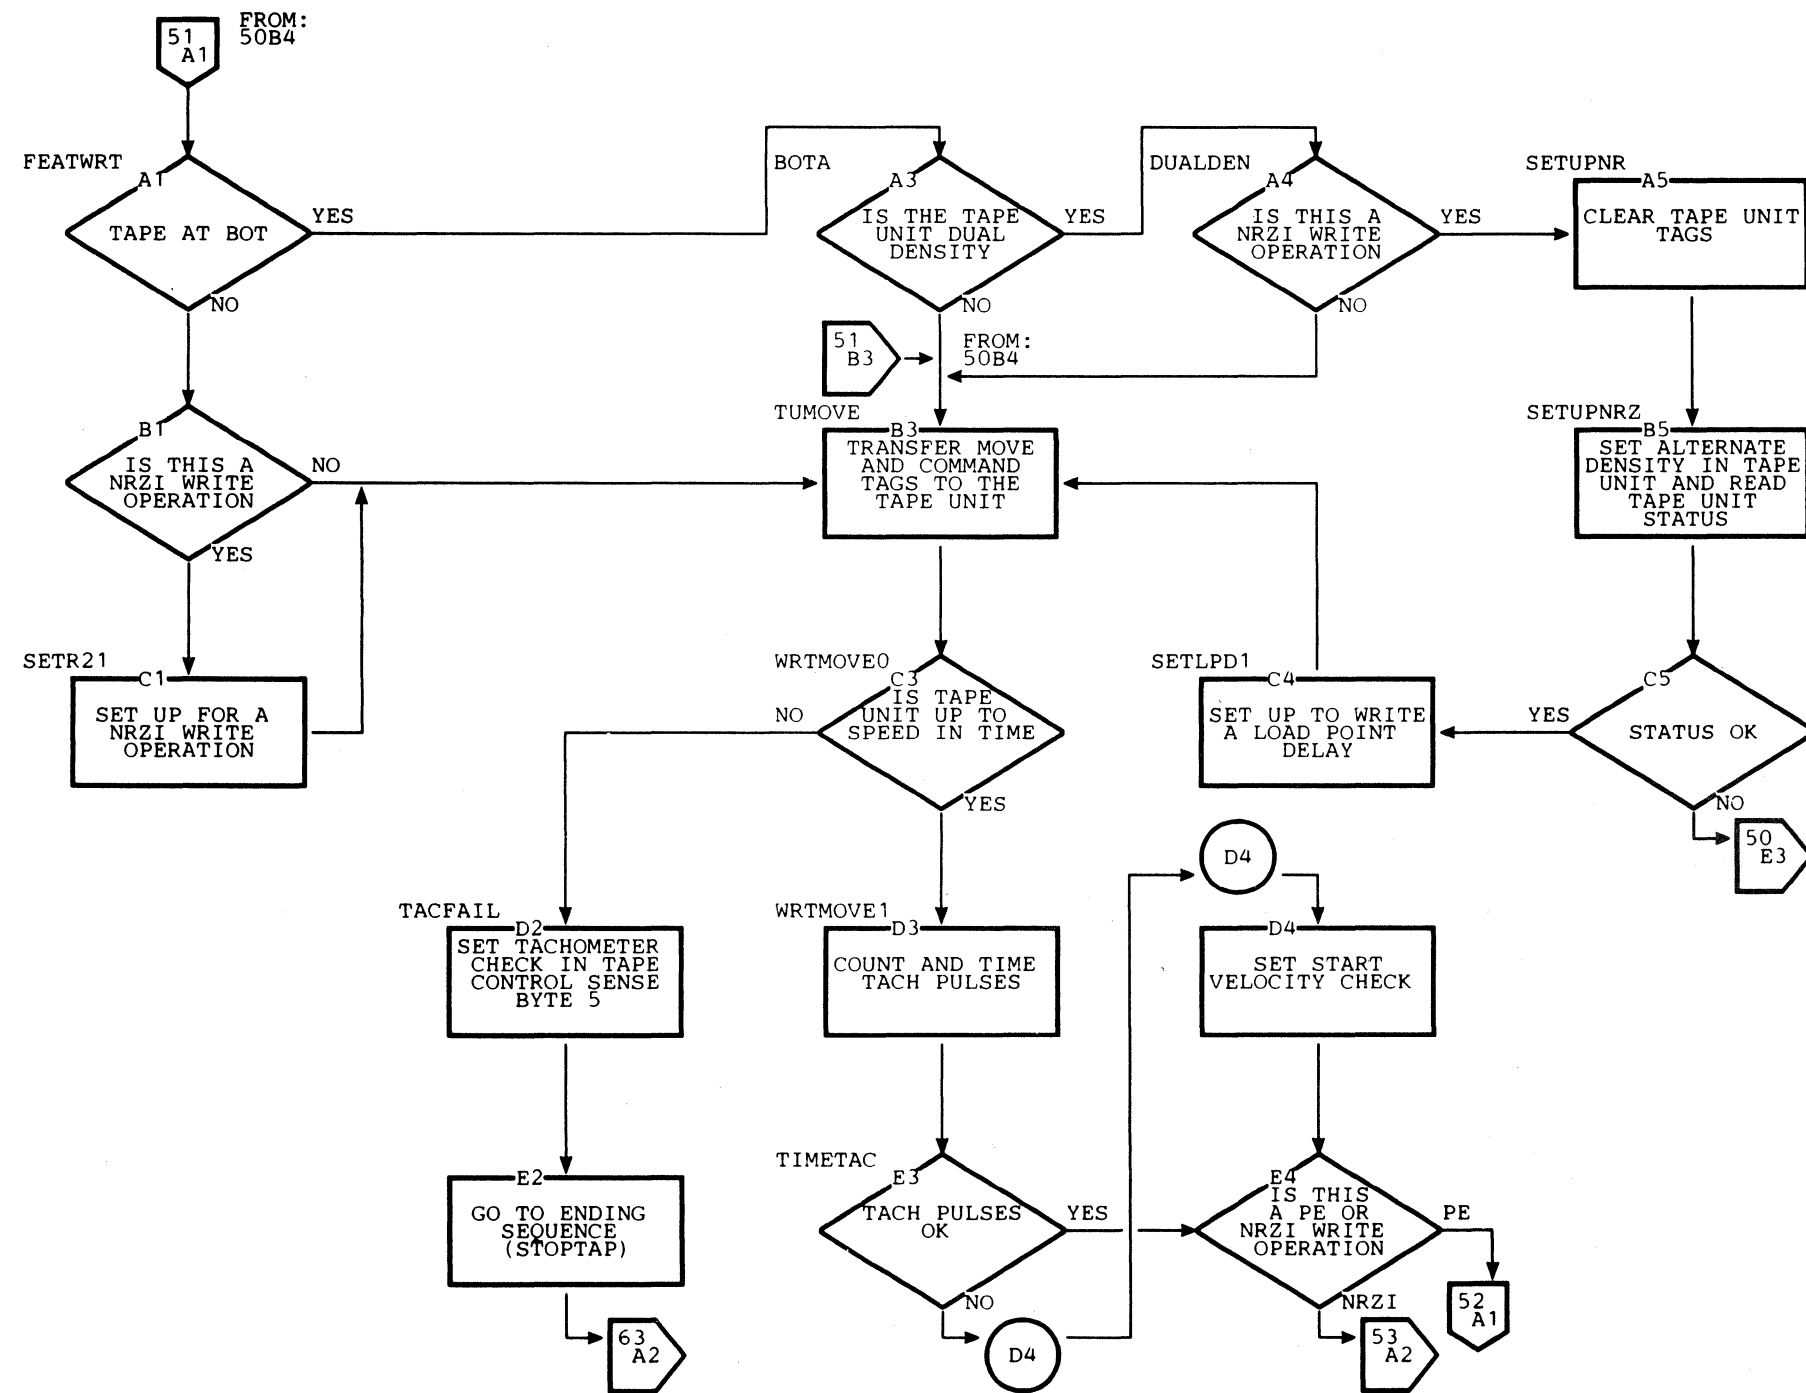 51
A1
FROM:
50B4
FEATWRT
A1
TAPE AT BOT
YES
NO
BOTA
A3
IS THE TAPE
UNIT DUAL
DENSITY
YES
NO
DUALDEN
A4
IS THIS A
NRZI WRITE
OPERATION
YES
NO
SETUPNR
A5
CLEAR TAPE UNIT
TAGS
51
B3
FROM:
50B4
B1
IS THIS A
NRZI WRITE
OPERATION
NO
YES
TUMOVE
B3
TRANSFER MOVE
AND COMMAND
TAGS TO THE
TAPE UNIT
SETUPNRZ
B5
SET ALTERNATE
DENSITY IN TAPE
UNIT AND READ
TAPE UNIT
STATUS
SETR21
C1
SET UP FOR A
NRZI WRITE
OPERATION
WRTMOVE0
C3
IS TAPE
UNIT UP TO
SPEED IN TIME
NO
YES
SETLPD1
C4
SET UP TO WRITE
A LOAD POINT
DELAY
C5
STATUS OK
YES
NO
50
E3
D4
TACFAIL
D2
SET TACHOMETER
CHECK IN TAPE
CONTROL SENSE
BYTE 5
WRTMOVE1
D3
COUNT AND TIME
TACH PULSES
D4
SET START
VELOCITY CHECK
E2
GO TO ENDING
SEQUENCE
(STOPTAP)
63
A2
TIMETAC
E3
TACH PULSES
OK
YES
NO
D4
E4
IS THIS
A PE OR
NRZI WRITE
OPERATION
PE
NRZI
52
A1
53
A2